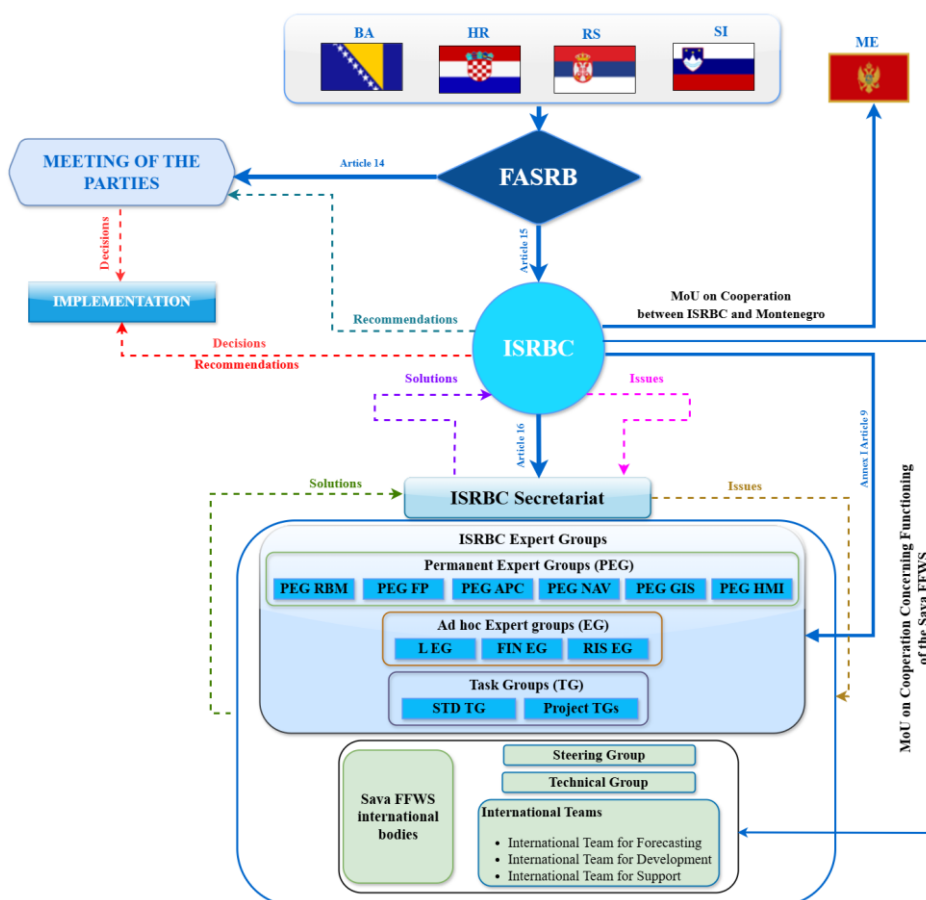 BA
HR
RS
SI
ME
MEETING OF THE
PARTIES
Article 14
FASRB
Decisions
Article 15
IMPLEMENTATION
Recommendations
MoU on Cooperation
between ISRBC and Montenegro
ISRBC
Decisions
Recommendations
Solutions
Issues
Article 16
Annex I Article 9
Solutions
ISRBC Secretariat
Issues
MoU on Cooperation Concerning Functioning
of the Sava FFWS
ISRBC Expert Groups
Permanent Expert Groups (PEG)
PEG RBM
PEG FP
PEG APC
PEG NAV
PEG GIS
PEG HMI
Ad hoc Expert groups (EG)
L EG
FIN EG
RIS EG
Task Groups (TG)
STD TG
Project TGs
Sava FFWS
international
bodies
Steering Group
Technical Group
International Teams
• International Team for Forecasting
• International Team for Development
• International Team for Support